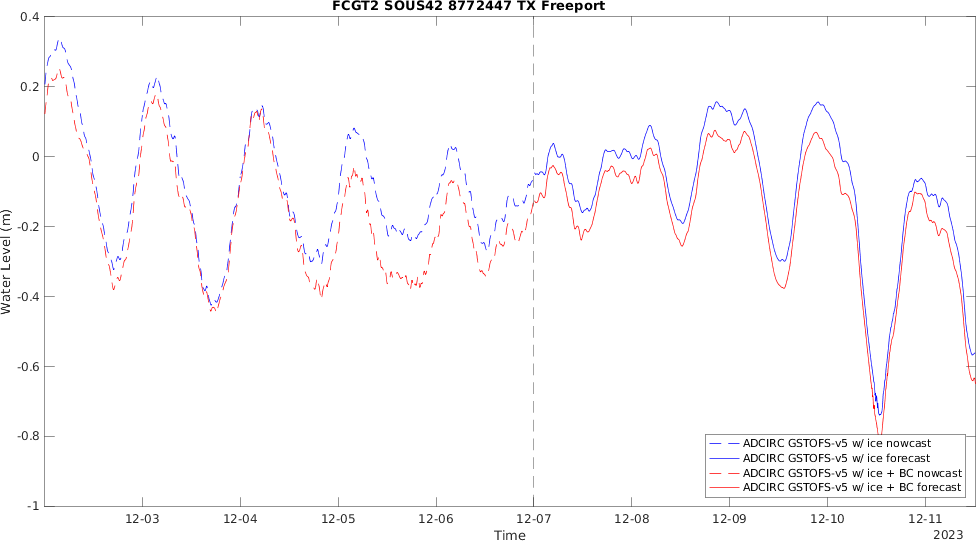 FCGT2 SOUS42 8772447 TX Freeport
0.4
0.2
0
-0.2
-0.4
-0.6
-0.8
-1
Water Level (m)
ADCIRC GSTOFS-v5 w/ ice nowcast
ADCIRC GSTOFS-v5 w/ ice forecast
ADCIRC GSTOFS-v5 w/ ice + BC nowcast
ADCIRC GSTOFS-v5 w/ ice + BC forecast
12-03 12-04 12-05 12-06 12-07 12-08 12-09 12-10 12-11
Time
2023